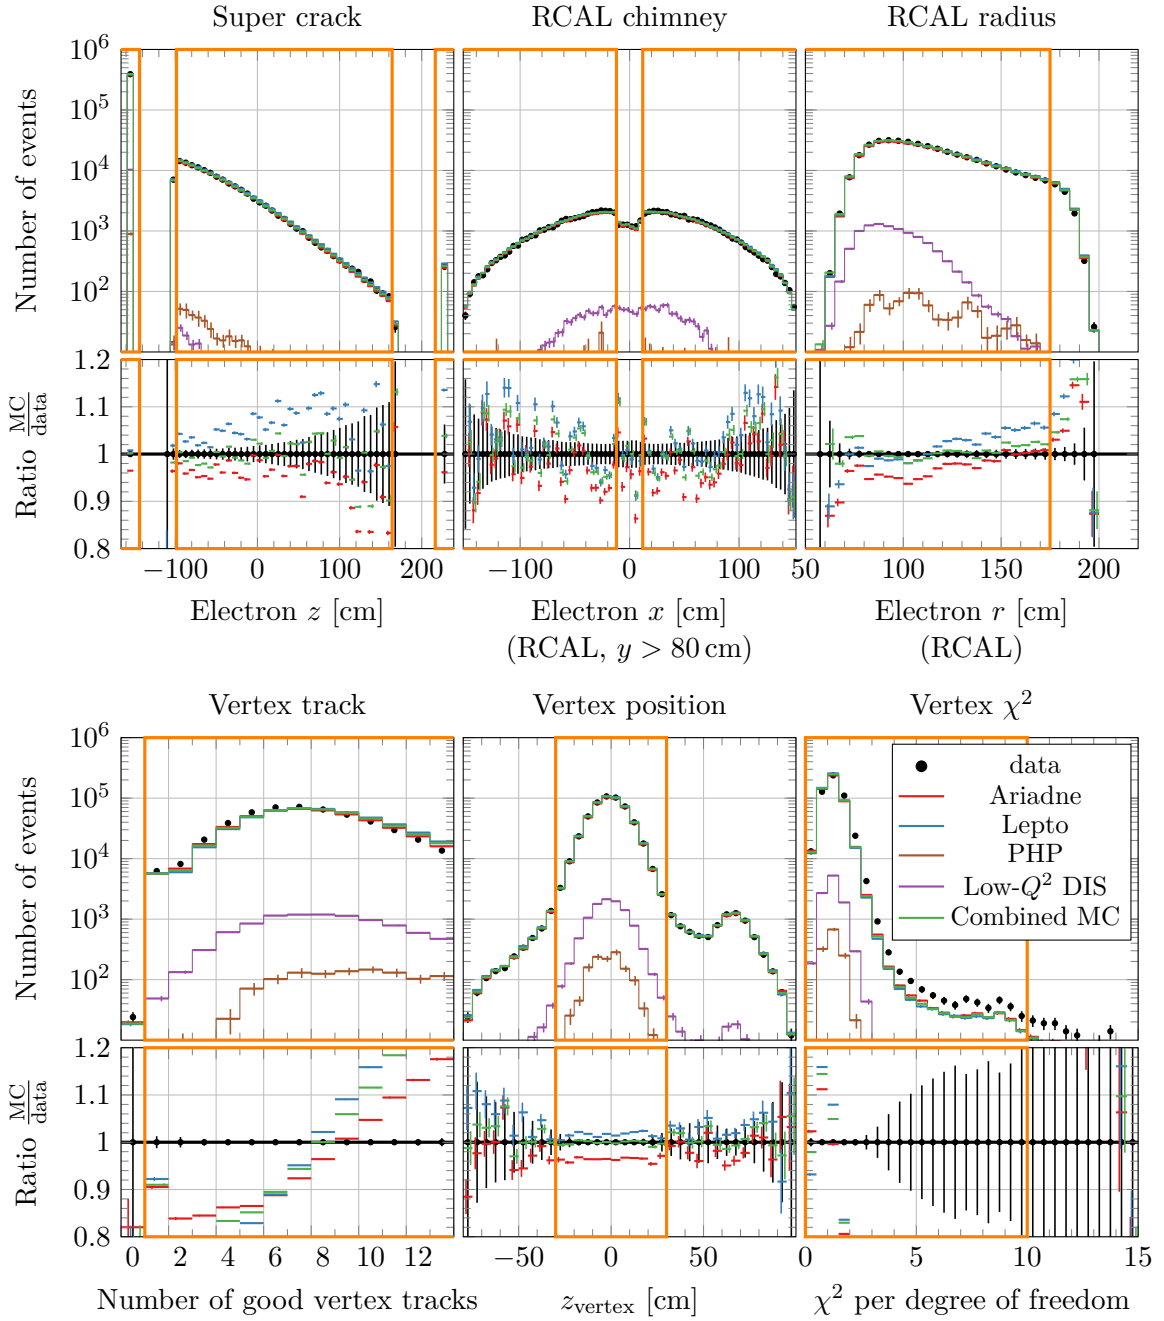 Super crack
RCAL chimney
RCAL radius
10^6
10^5
10^4
10^3
10^2
Number of events
1.2
1.1
1
0.9
0.8
Ratio MC/data
−100 0 100 200
−100 0 100
50 100 150 200
Electron z [cm]
Electron x [cm]
(RCAL, y > 80 cm)
Electron r [cm]
(RCAL)
Vertex track
Vertex position
Vertex χ^2
10^6
10^5
10^4
10^3
10^2
Number of events
data
Ariadne
Lepto
PHP
Low-Q^2 DIS
Combined MC
1.2
1.1
1
0.9
0.8
Ratio MC/data
0 2 4 6 8 10 12
−50 0 50
0 5 10 15
Number of good vertex tracks
z_vertex [cm]
χ^2 per degree of freedom